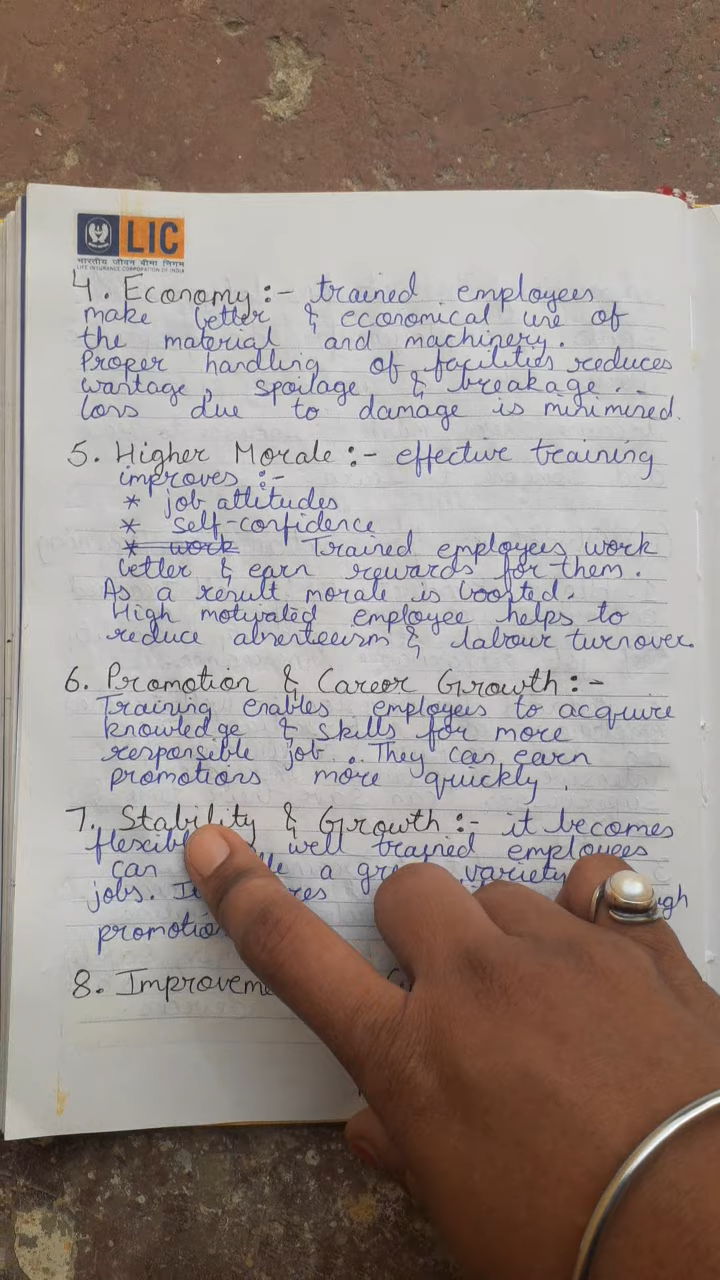 LIC
भारतीय जीवन बीमा निगम
LIFE INSURANCE CORPORATION OF INDIA
4. Economy :- trained employees
make better & economical use of
the material and machinery.
Proper handling of facilities reduces
wastage, spoilage & breakage..
Loss due to damage is minimized.
5. Higher Morale :- effective training
improves :-
* job attitudes
* self-confidence
* work Trained employees work
better & earn rewards for them.
As a result morale is boosted.
High motivated employee helps to
reduce absenteeism & labour turnover.
6. Promotion & Career Growth :-
Training enables employees to acquire
knowledge & skills for more
responsible job.. They can earn
promotions more quickly.
7. Stability & Growth :- it becomes
well trained employees
can a variety
jobs.
8.